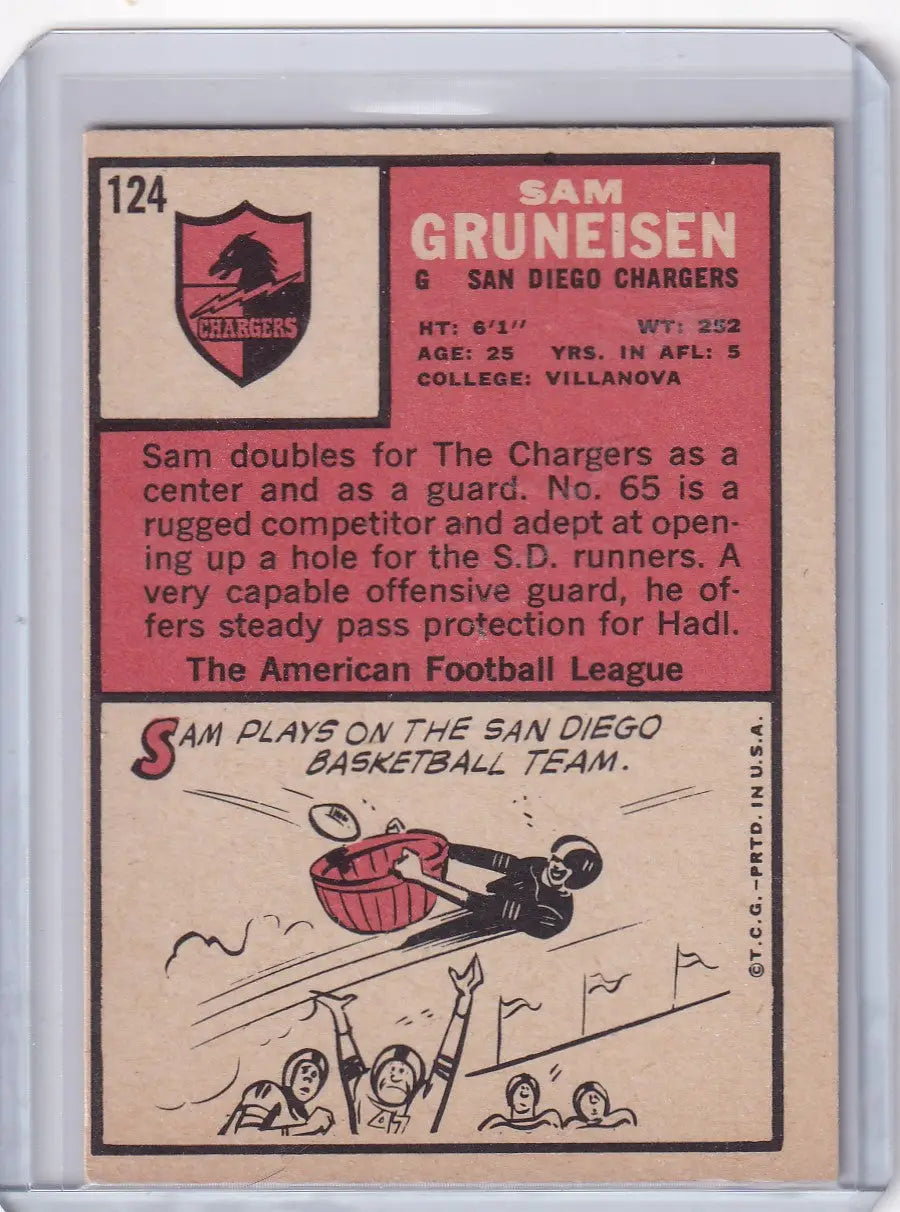 124
CHARGERS
SAM
GRUNEISEN
G SAN DIEGO CHARGERS
HT: 6'1" WT: 252
AGE: 25 YRS. IN AFL: 5
COLLEGE: VILLANOVA
Sam doubles for The Chargers as a
center and as a guard. No. 65 is a
rugged competitor and adept at open-
ing up a hole for the S.D. runners. A
very capable offensive guard, he of-
fers steady pass protection for Hadl.
The American Football League
SAM PLAYS ON THE SAN DIEGO
BASKETBALL TEAM.
©T.C.G.-PRTD. IN U.S.A.